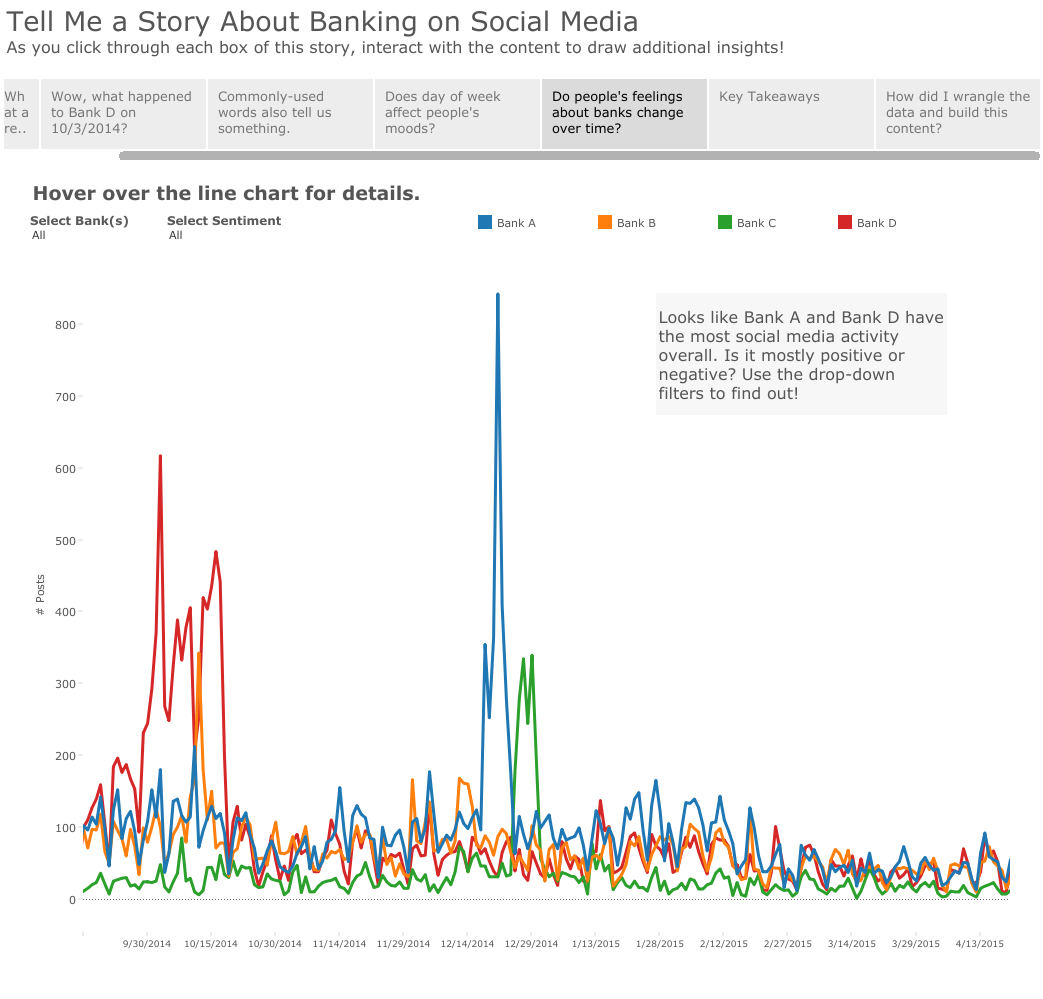 Tell Me a Story About Banking on Social Media
As you click through each box of this story, interact with the content to draw additional insights!
Wh
at a
re..
Wow, what happened
to Bank D on
10/3/2014?
Commonly-used
words also tell us
something.
Does day of week
affect people's
moods?
Do people's feelings
about banks change
over time?
Key Takeaways
How did I wrangle the
data and build this
content?
Hover over the line chart for details.
Select Bank(s)
All
Select Sentiment
All
Bank A
Bank B
Bank C
Bank D
Looks like Bank A and Bank D have
the most social media activity
overall. Is it mostly positive or
negative? Use the drop-down
filters to find out!
# Posts
800
700
600
500
400
300
200
100
0
9/30/2014
10/15/2014
10/30/2014
11/14/2014
11/29/2014
12/14/2014
12/29/2014
1/13/2015
1/28/2015
2/12/2015
2/27/2015
3/14/2015
3/29/2015
4/13/2015